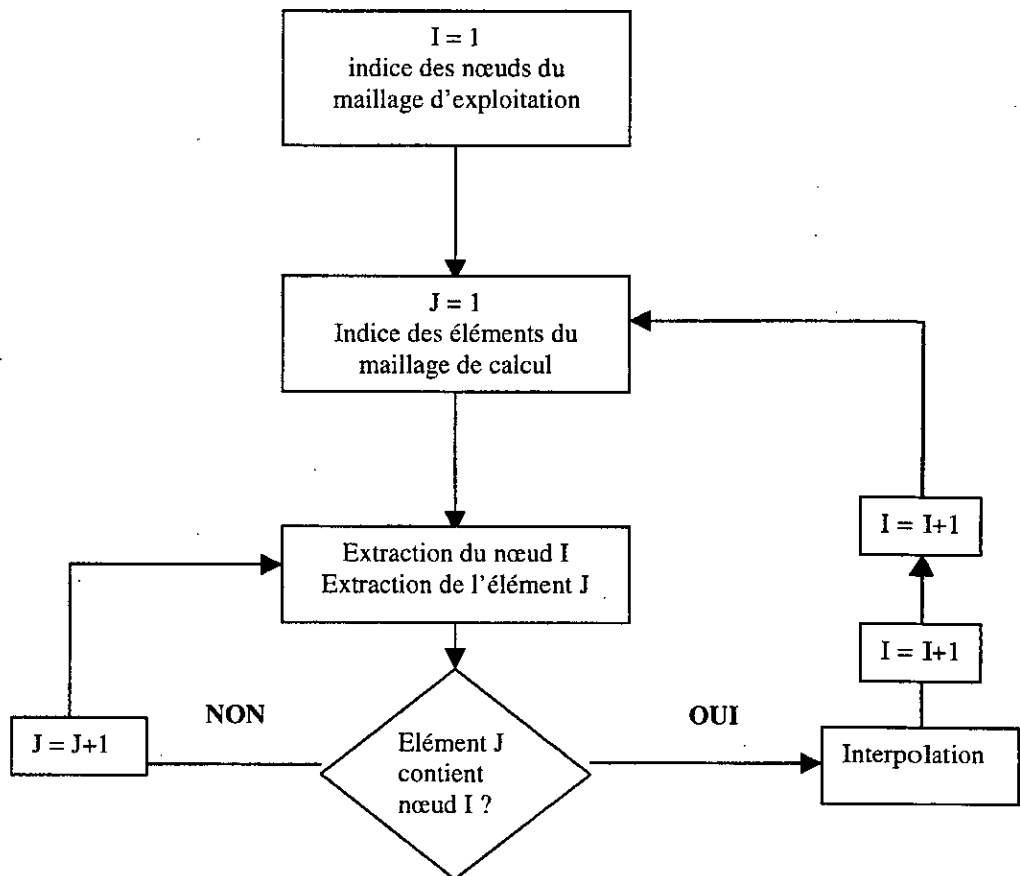 I = 1
indice des nœuds du
maillage d'exploitation
J = 1
Indice des éléments du
maillage de calcul
I = I+1
Extraction du nœud I
Extraction de l'élément J
I = I+1
NON
OUI
J = J+1
Elément J
contient
nœud I ?
Interpolation